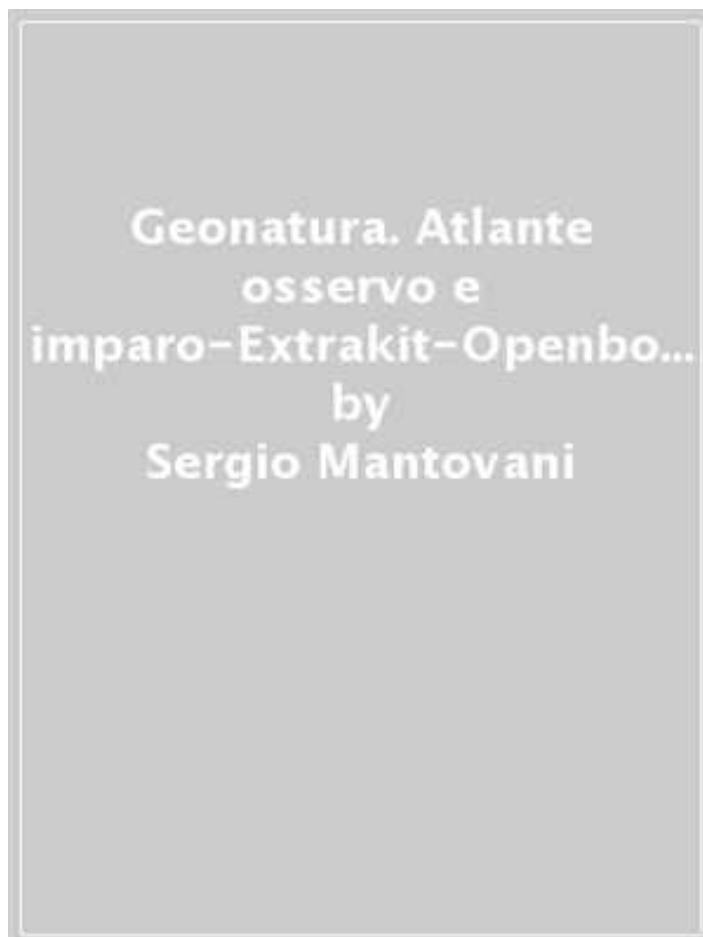 Geonatura. Atlante
osservo e
imparo-Extrakit-Openbo...
by
Sergio Mantovani